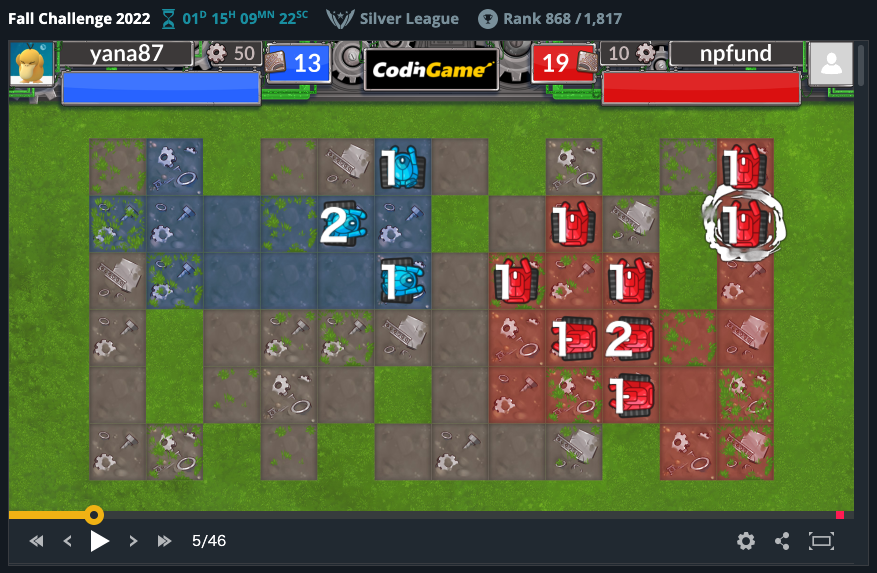 Fall Challenge 2022 01D 15H 09MN 22SC Silver League Rank 868 / 1,817
yana87 50 13 CodinGame 19 10 npfund
1 1
2 1 1
1 1 1
1 2
1
5/46